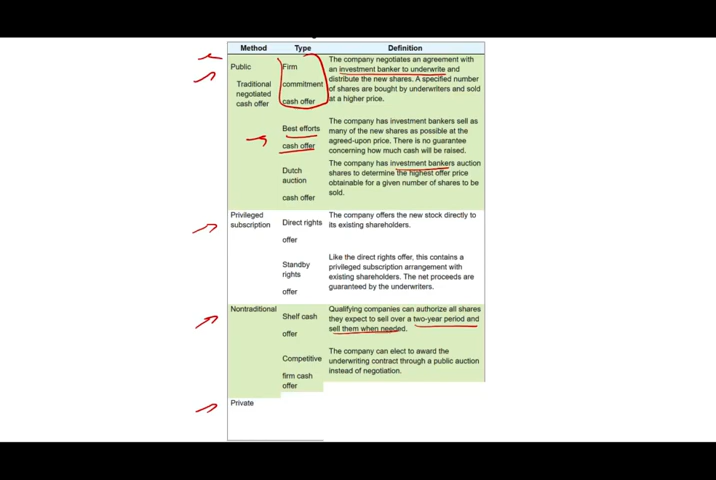 Method Type Definition
Public
Traditional
negotiated
cash offer
Firm
commitment
cash offer
The company negotiates an agreement with
an investment banker to underwrite and
distribute the new shares. A specified number
of shares are bought by underwriters and sold
at a higher price.
Best efforts
cash offer
The company has investment bankers sell as
many of the new shares as possible at the
agreed-upon price. There is no guarantee
concerning how much cash will be raised.
Dutch
auction
cash offer
The company has investment bankers auction
shares to determine the highest offer price
obtainable for a given number of shares to be
sold.
Privileged
subscription
Direct rights
offer
The company offers the new stock directly to
its existing shareholders.
Standby
rights
offer
Like the direct rights offer, this contains a
privileged subscription arrangement with
existing shareholders. The net proceeds are
guaranteed by the underwriters.
Nontraditional
Shelf cash
offer
Qualifying companies can authorize all shares
they expect to sell over a two-year period and
sell them when needed.
Competitive
firm cash
offer
The company can elect to award the
underwriting contract through a public auction
instead of negotiation.
Private